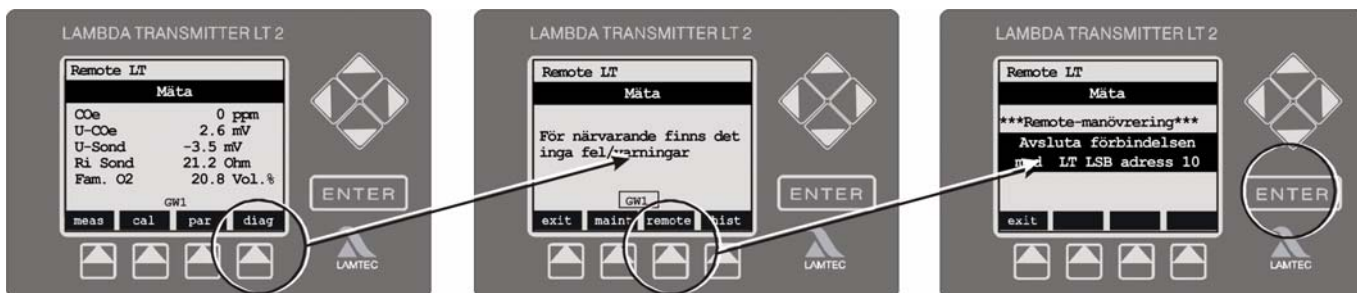 LAMBDA TRANSMITTER LT 2
Remote LT
Mäta
COe 0 ppm
U-COe 2.6 mV
U-Sond -3.5 mV
Ri Sond 21.2 Ohm
Fam. O2 20.8 Vol.%
GW1
meas cal par diag
ENTER
LAMTEC
LAMBDA TRANSMITTER LT 2
Remote LT
Mäta
För närvarande finns det
inga fel/varningar
GW1
exit maint remote hist
ENTER
LAMTEC
LAMBDA TRANSMITTER LT 2
Remote LT
Mäta
***Remote-manövrering***
Avsluta förbindelsen
med LT LSB adress 10
exit
ENTER
LAMTEC